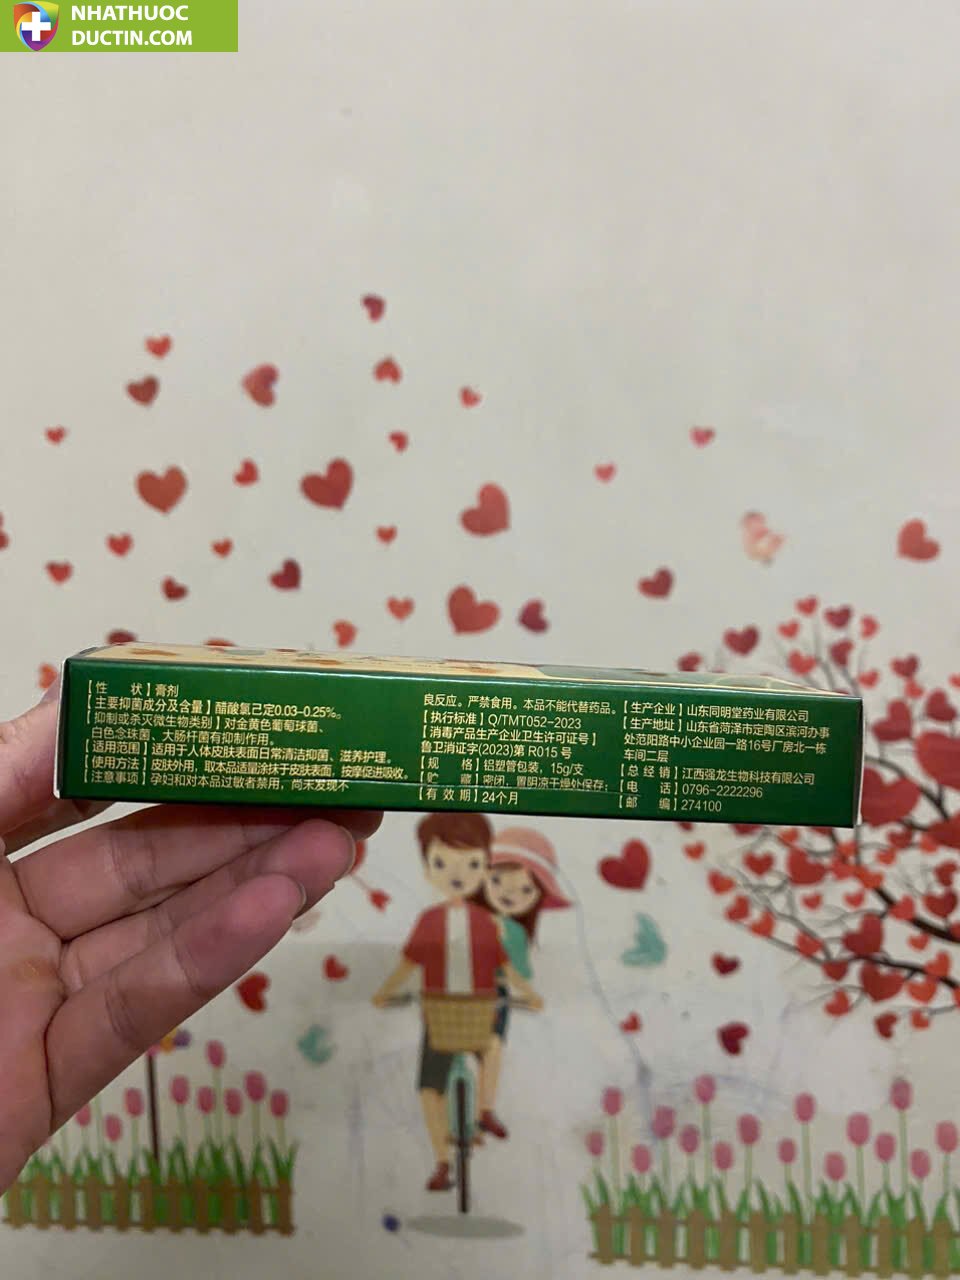 NHATHUOC
DUCTIN.COM
【性　　状】膏剂
【主要抑菌成分及含量】醋酸氯己定0.03-0.25%。
【抑制或杀灭微生物类别】对金黄色葡萄球菌、
白色念珠菌、大肠杆菌有抑制作用。
【适用范围】适用于人体皮肤表面日常清洁抑菌、滋养护理。
【使用方法】皮肤外用，取本品适量涂抹于皮肤表面，按摩促进吸收。
【注意事项】孕妇和对本品过敏者禁用，尚未发现不
良反应。严禁食用。本品不能代替药品。
【执行标准】Q/TMT052-2023
【消毒产品生产企业卫生许可证号】
鲁卫消证字(2023)第 R015 号
【规　　格】铝塑管包装，15g/支
【贮　　藏】密闭，置阴凉干燥处保存；
【有 效 期】24个月
【生产企业】山东同明堂药业有限公司
【生产地址】山东省菏泽市定陶区滨河办事
处范阳路中小企业园一路16号厂房北一栋
车间二层
【总 经 销】江西强龙生物科技有限公司
【电　　话】0796-2222296
【邮　　编】274100